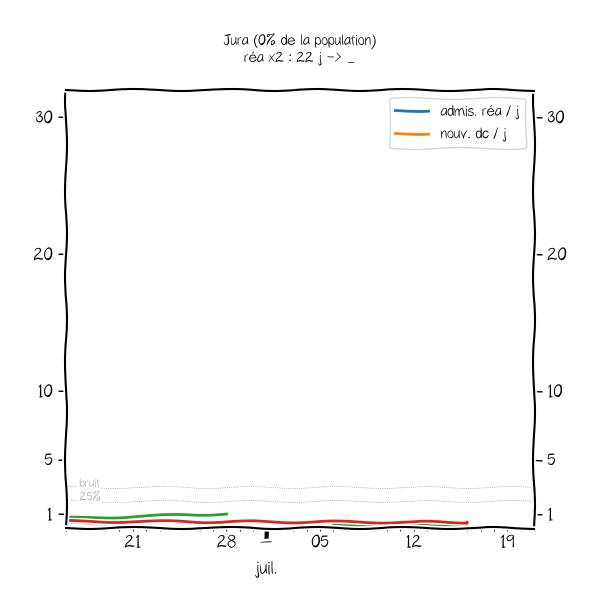 Jura (0% de la population)
réa x2 : 22 j -> _
admis. réa / j
nouv. dc / j
30
30
20
20
10
10
5
5
bruit
25%
1
1
21 28 05 12 19
juil.